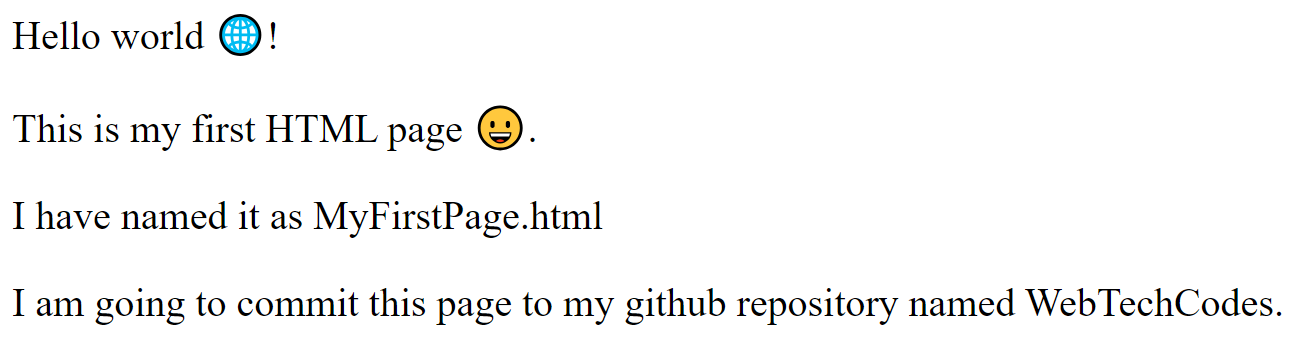 Hello world 🌐!
This is my first HTML page 😀.
I have named it as MyFirstPage.html
I am going to commit this page to my github repository named WebTechCodes.